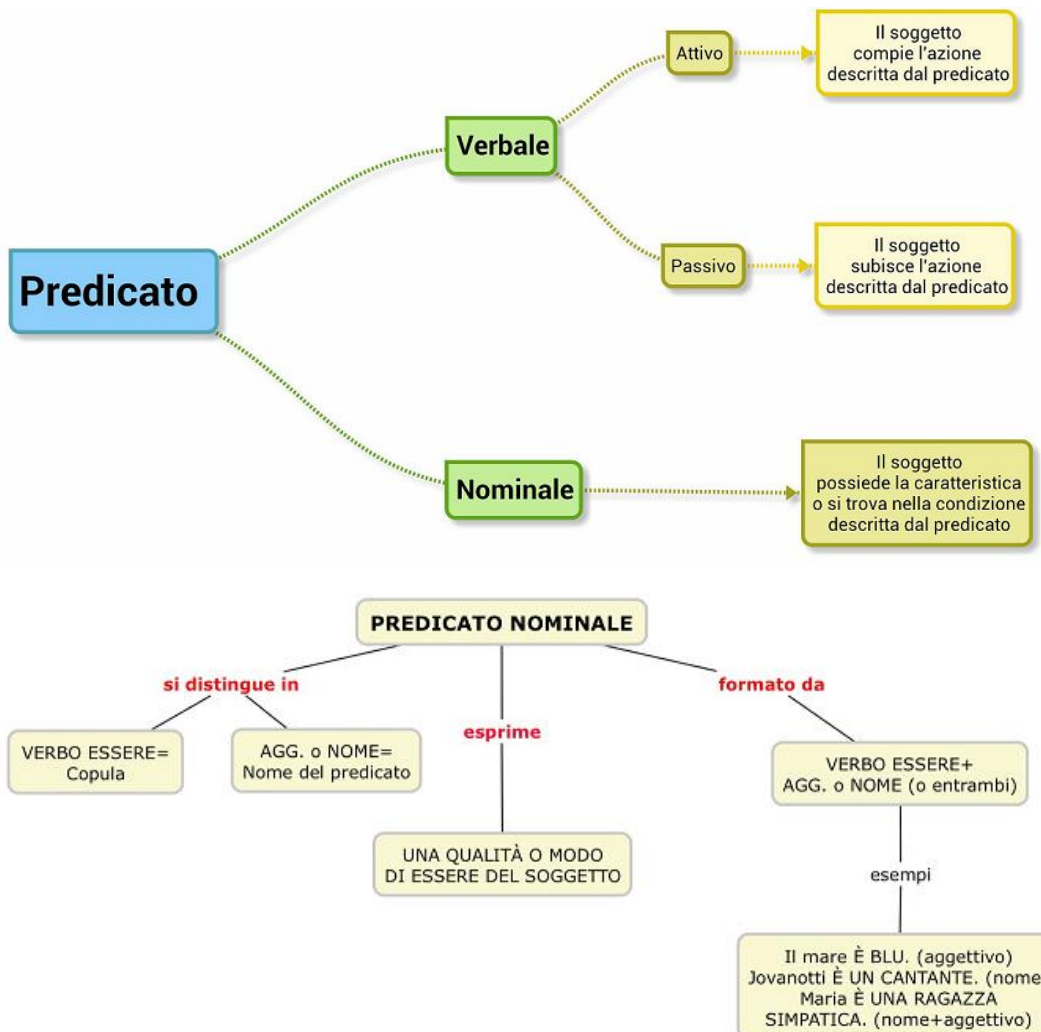 Predicato
Verbale
Attivo
Il soggetto
compie l'azione
descritta dal predicato
Passivo
Il soggetto
subisce l'azione
descritta dal predicato
Nominale
Il soggetto
possiede la caratteristica
o si trova nella condizione
descritta dal predicato
PREDICATO NOMINALE
si distingue in
VERBO ESSERE=
Copula
AGG. o NOME=
Nome del predicato
esprime
UNA QUALITÀ O MODO
DI ESSERE DEL SOGGETTO
formato da
VERBO ESSERE+
AGG. o NOME (o entrambi)
esempi
Il mare È BLU. (aggettivo)
Jovanotti È UN CANTANTE. (nome
Maria È UNA RAGAZZA
SIMPATICA. (nome+aggettivo)